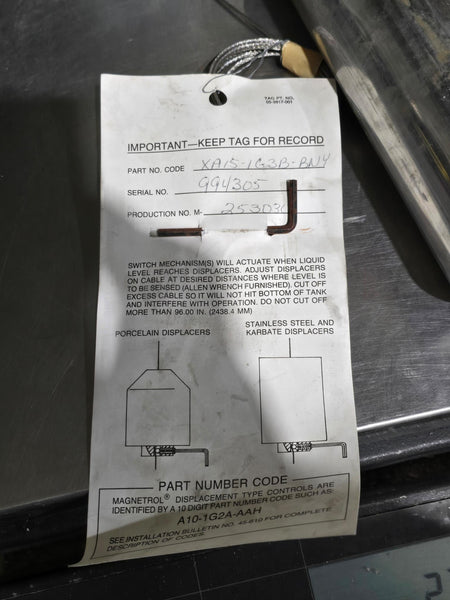 TAG PT. NO.
05-5817-001
IMPORTANT—KEEP TAG FOR RECORD
PART NO. CODE XA15-1G3B-BNY
SERIAL NO. 994305
PRODUCTION NO. M- 253030
SWITCH MECHANISM(S) WILL ACTUATE WHEN LIQUID
LEVEL REACHES DISPLACERS. ADJUST DISPLACERS
ON CABLE AT DESIRED DISTANCES WHERE LEVEL IS
TO BE SENSED (ALLEN WRENCH FURNISHED). CUT OFF
EXCESS CABLE SO IT WILL NOT HIT BOTTOM OF TANK
AND INTERFERE WITH OPERATION. DO NOT CUT OFF
MORE THAN 96.00 IN. (2438.4 MM)
PORCELAIN DISPLACERS
STAINLESS STEEL AND
KARBATE DISPLACERS
PART NUMBER CODE
MAGNETROL® DISPLACEMENT TYPE CONTROLS ARE
IDENTIFIED BY A 10 DIGIT PART NUMBER CODE SUCH AS:
A10-1G2A-AAH
SEE INSTALLATION BULLETIN NO. 45-610 FOR COMPLETE
DESCRIPTION OF CODES.